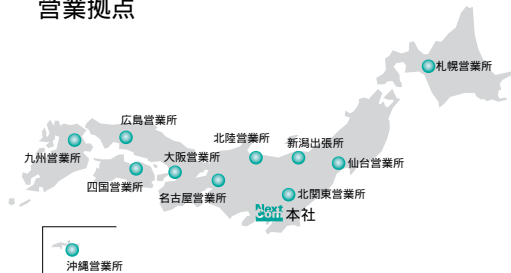 営業拠点
札幌営業所
広島営業所
北陸営業所
新潟出張所
九州営業所
大阪営業所
仙台営業所
四国営業所
名古屋営業所
北関東営業所
Next
Com 本社
沖縄営業所